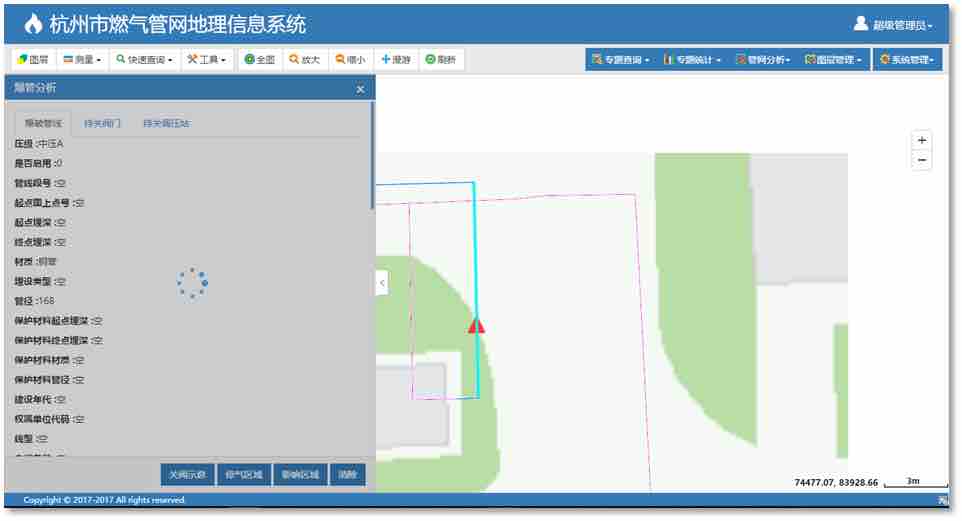 杭州市燃气管网地理信息系统
超级管理员
图层 测量 快速查询 工具 全图 放大 缩小 漫游 刷新 专题查询 专题统计 管网分析 图层管理 系统管理
爆管分析 ×
爆破管线 待关阀门 待关调压站
压级 :中压A
是否启用 :0
管线段号 :空
起点图上点号 :空
起点埋深 :空
终点埋深 :空
材质 :钢管
埋设类型 :空
管径 :168
保护材料起点埋深 :空
保护材料终点埋深 :空
保护材料材质 :空
保护材料管径 :空
建设年代 :空
权属单位代码 :空
线型 :空
关阀示意 停气区域 影响区域 清除
+
−
74477.07, 83928.66 3m
Copyright © 2017-2017 All rights reserved.